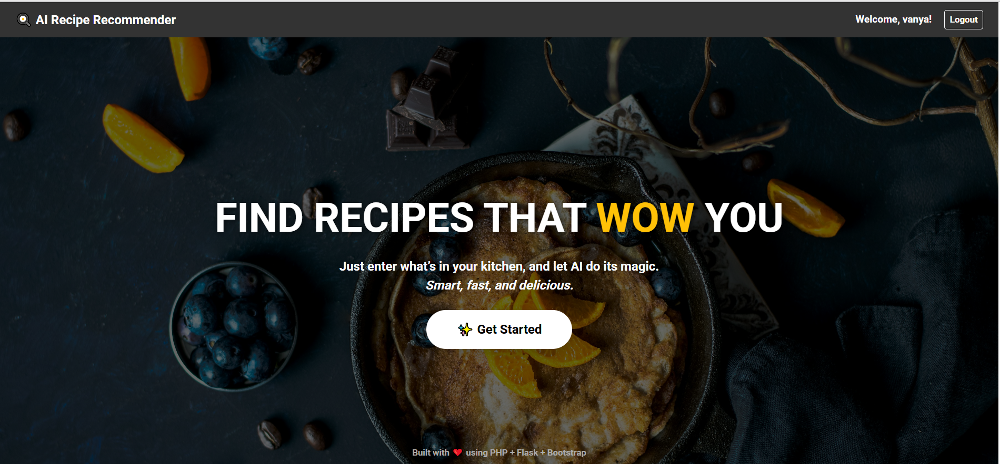 AI Recipe Recommender
Welcome, vanya!
Logout
FIND RECIPES THAT WOW YOU
Just enter what’s in your kitchen, and let AI do its magic.
Smart, fast, and delicious.
✨ Get Started
Built with ❤️ using PHP + Flask + Bootstrap